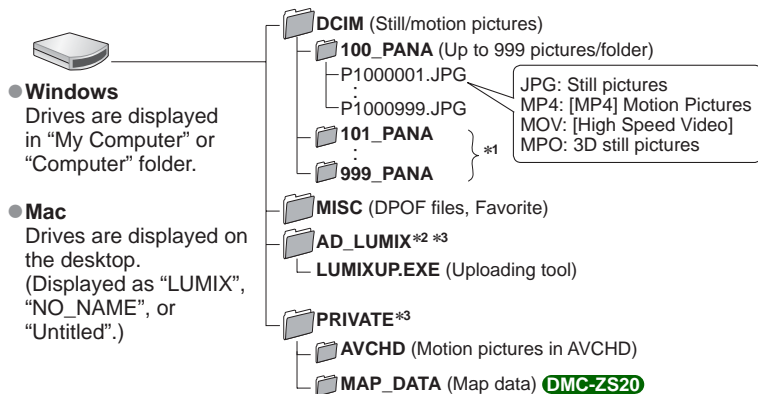 ● Windows
Drives are displayed
in “My Computer” or
“Computer” folder.
● Mac
Drives are displayed on
the desktop.
(Displayed as “LUMIX”,
“NO_NAME”, or
“Untitled”.)
DCIM (Still/motion pictures)
100_PANA (Up to 999 pictures/folder)
P1000001.JPG
:
P1000999.JPG
JPG: Still pictures
MP4: [MP4] Motion Pictures
MOV: [High Speed Video]
MPO: 3D still pictures
101_PANA
:
999_PANA
*1
MISC (DPOF files, Favorite)
AD_LUMIX*2 *3
LUMIXUP.EXE (Uploading tool)
PRIVATE*3
AVCHD (Motion pictures in AVCHD)
MAP_DATA (Map data) DMC-ZS20